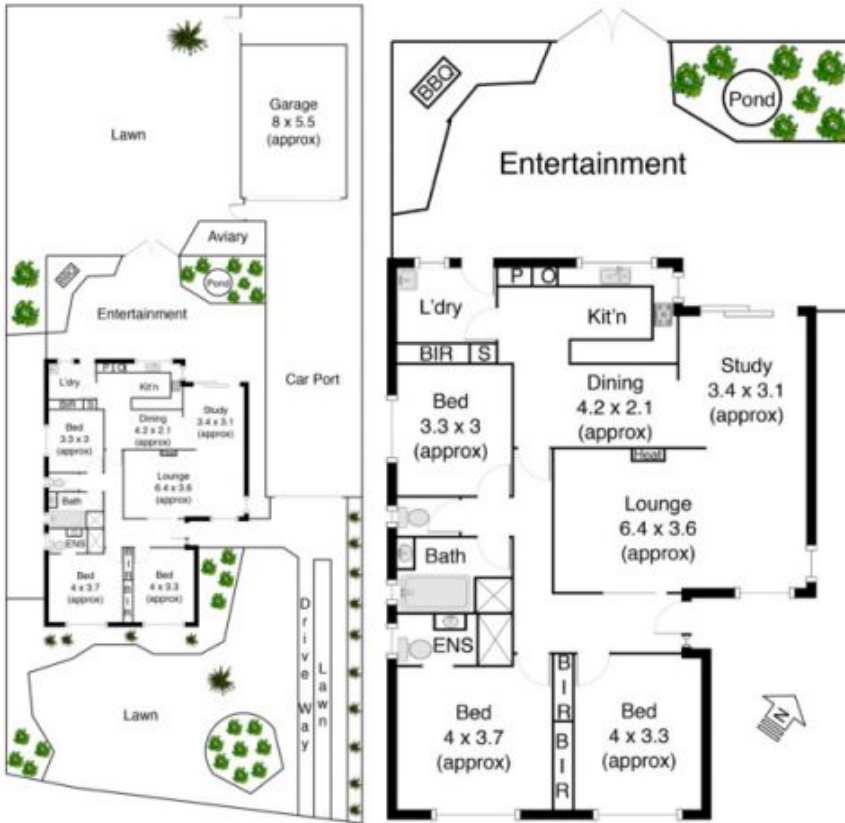 Lawn
Garage
8 x 5.5
(approx)
Aviary
BBQ
Pond
Entertainment
Car Port
L'dry
P O
Kit'n
BIR S
Bed
3.3 x 3
(approx)
Dining
4.2 x 2.1
(approx)
Study
3.4 x 3.1
(approx)
Lounge
6.4 x 3.6
(approx)
Bath
ENS
Bed
4 x 3.7
(approx)
BIR
BIR
Bed
4 x 3.3
(approx)
Lawn
Drive Way
Lawn
BBQ
Pond
Entertainment
L'dry
P O
Kit'n
BIR S
Bed
3.3 x 3
(approx)
Dining
4.2 x 2.1
(approx)
Study
3.4 x 3.1
(approx)
Heat
Lounge
6.4 x 3.6
(approx)
Bath
ENS
Bed
4 x 3.7
(approx)
BIR
BIR
Bed
4 x 3.3
(approx)
N